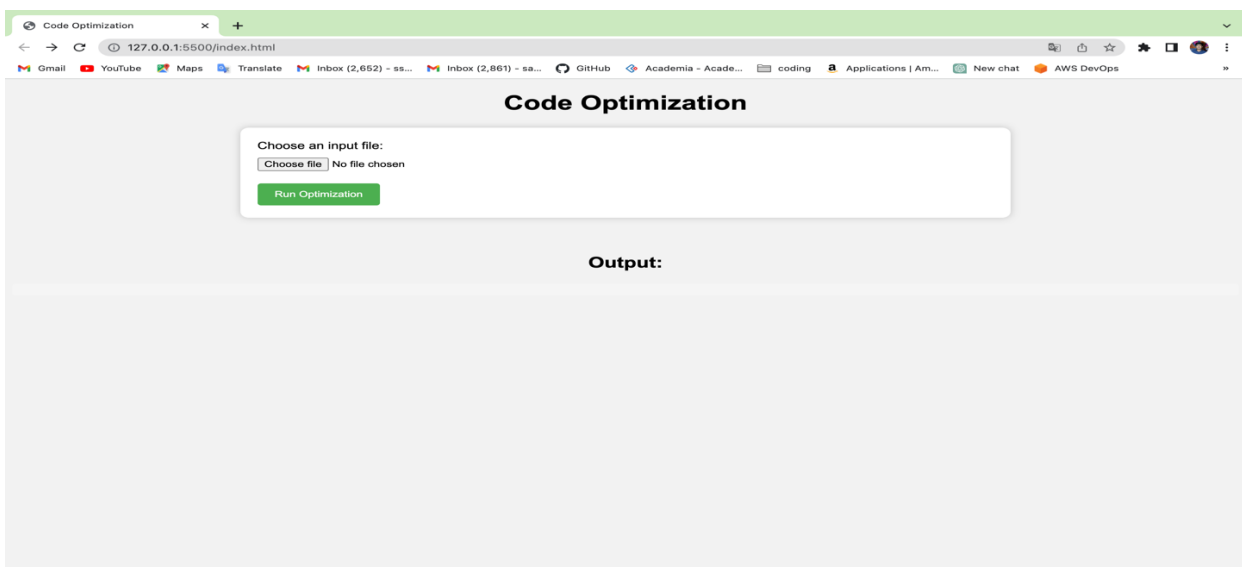 Code Optimization
127.0.0.1:5500/index.html
Gmail YouTube Maps Translate Inbox (2,652) - ss... Inbox (2,861) - sa... GitHub Academia - Acade... coding Applications | Am... New chat AWS DevOps »
Code Optimization
Choose an input file:
Choose file No file chosen
Run Optimization
Output: